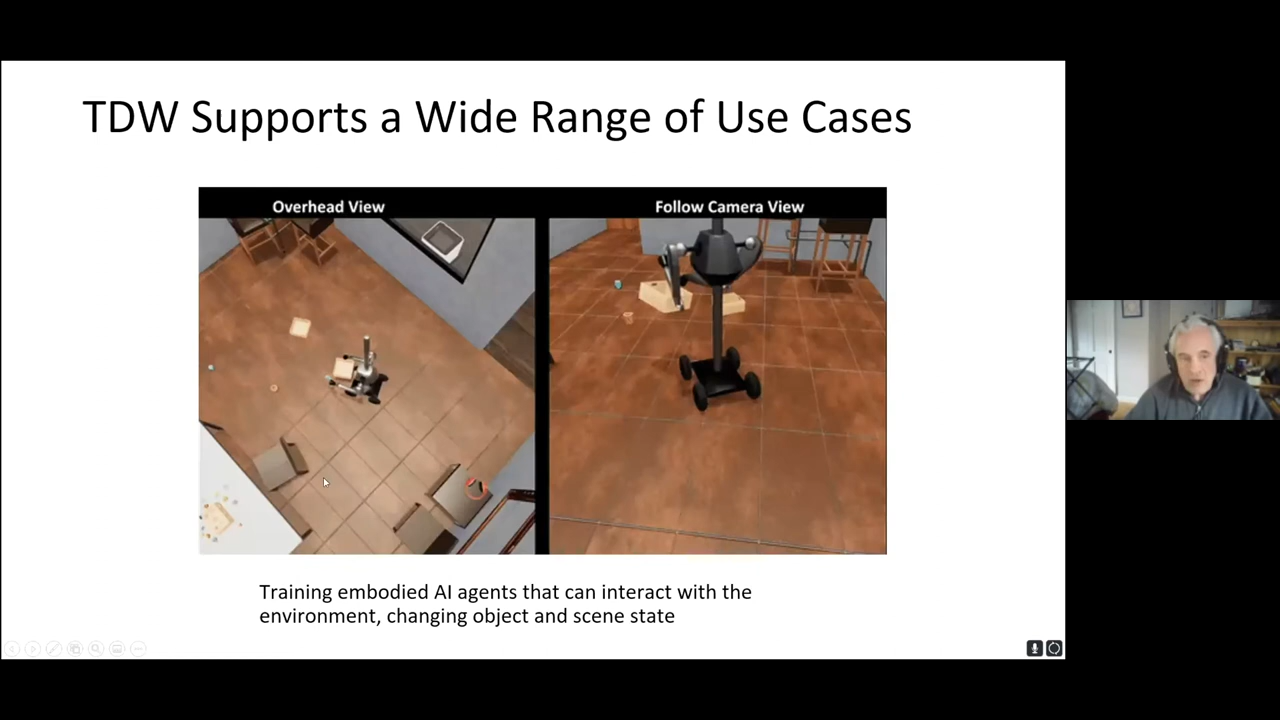 TDW Supports a Wide Range of Use Cases
Overhead View
Follow Camera View
Training embodied AI agents that can interact with the
environment, changing object and scene state